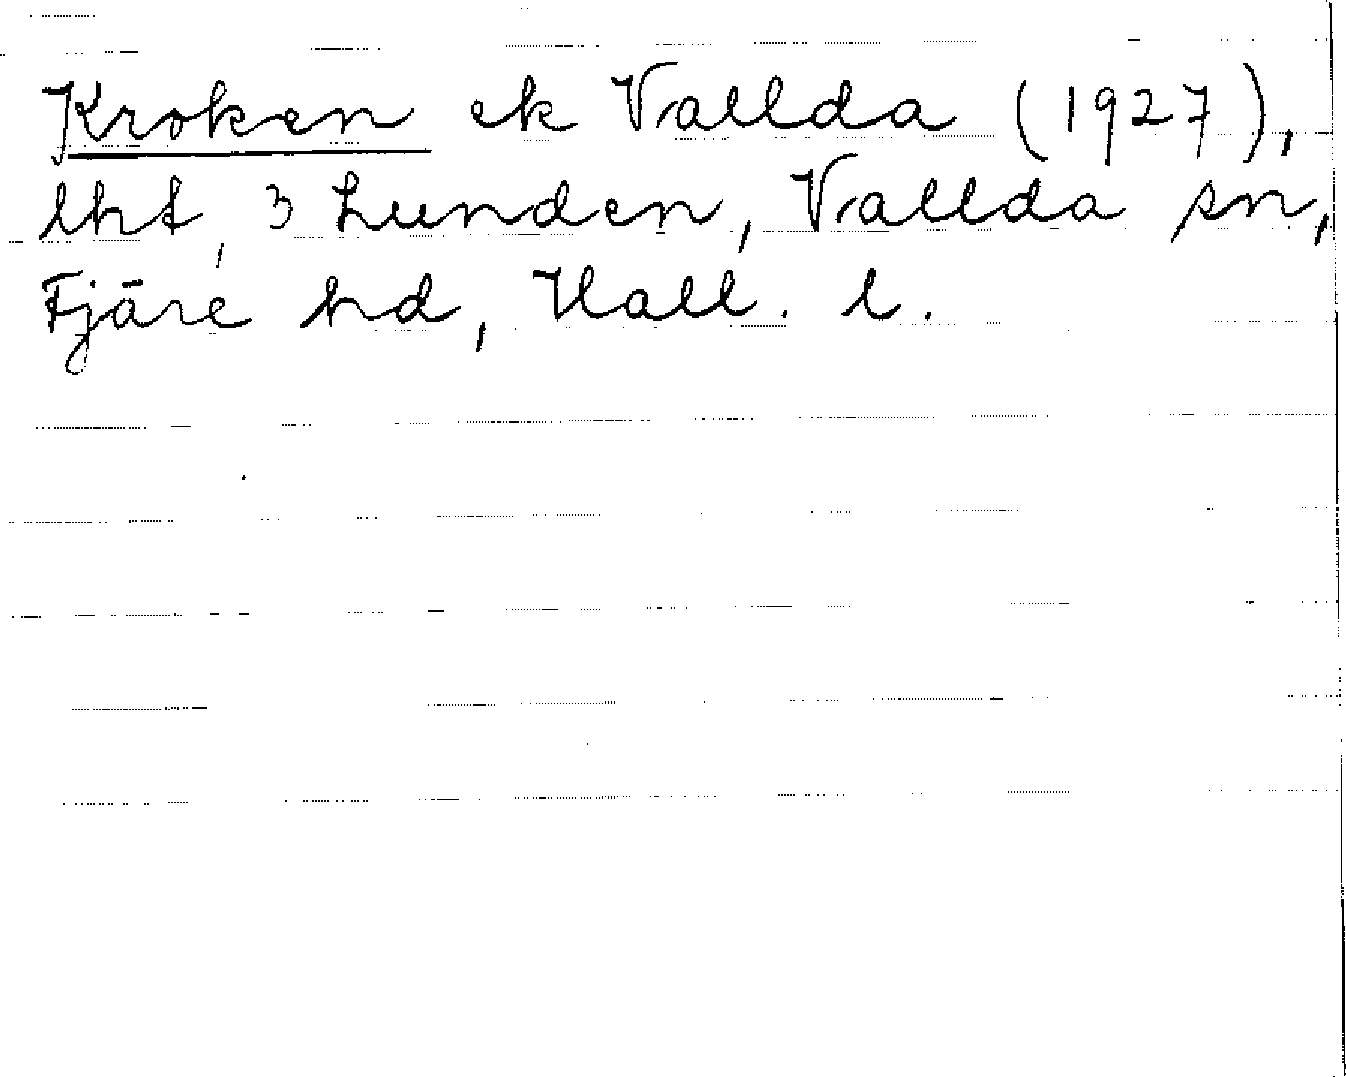 Kroken ek Vallda (1927),
lht, 3 Lunden, Vallda sn,
Fjäre hd, Hall. l.